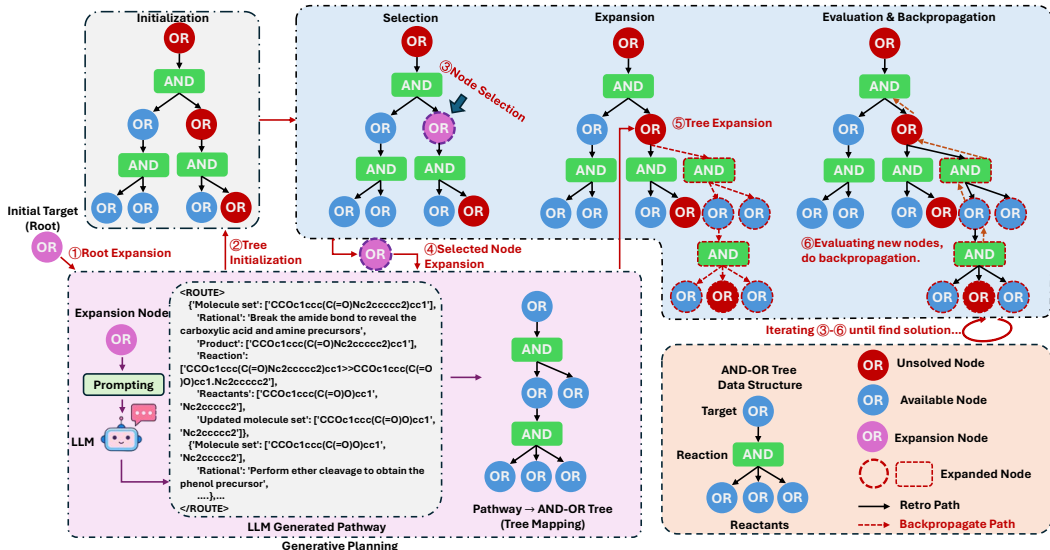 Initialization
OR
AND
OR
OR
AND
AND
OR
OR
OR
OR
Initial Target
(Root)
OR
①Root Expansion
②Tree
Initialization
Selection
OR
AND
③Node Selection
OR
OR
AND
AND
OR
OR
OR
OR
OR
④Selected Node
Expansion
Expansion
OR
AND
OR
OR
⑤Tree Expansion
AND
AND
AND
OR
OR
OR
OR
OR
OR
AND
OR
OR
OR
Evaluation & Backpropagation
OR
AND
OR
OR
AND
AND
AND
OR
OR
OR
OR
OR
OR
⑥Evaluating new nodes,
do backpropagation.
AND
OR
OR
OR
Iterating ③-⑥ until find solution...
Expansion Node
OR
Prompting
LLM
<ROUTE>
{'Molecule set': ['CCOc1ccc(C(=O)Nc2ccccc2)cc1'],
'Rational': 'Break the amide bond to reveal the
carboxylic acid and amine precursors',
'Product': ['CCOc1ccc(C(=O)Nc2ccccc2)cc1'],
'Reaction':
['CCOc1ccc(C(=O)Nc2ccccc2)cc1>>CCOc1ccc(C(=O
)O)cc1.Nc2ccccc2'],
'Reactants': ['CCOc1ccc(C(=O)O)cc1',
'Nc2ccccc2'],
'Updated molecule set': ['CCOc1ccc(C(=O)O)cc1',
'Nc2ccccc2']},
{'Molecule set': ['CCOc1ccc(C(=O)O)cc1',
'Nc2ccccc2'],
'Rational': 'Perform ether cleavage to obtain the
phenol precursor',
....},...
</ROUTE>
LLM Generated Pathway
OR
AND
OR
OR
AND
OR
OR
OR
Pathway → AND-OR Tree
(Tree Mapping)
Generative Planning
AND-OR Tree
Data Structure
Target
OR
Reaction
AND
OR
OR
OR
Reactants
OR
Unsolved Node
OR
Available Node
OR
Expansion Node
Expanded Node
Retro Path
Backpropagate Path